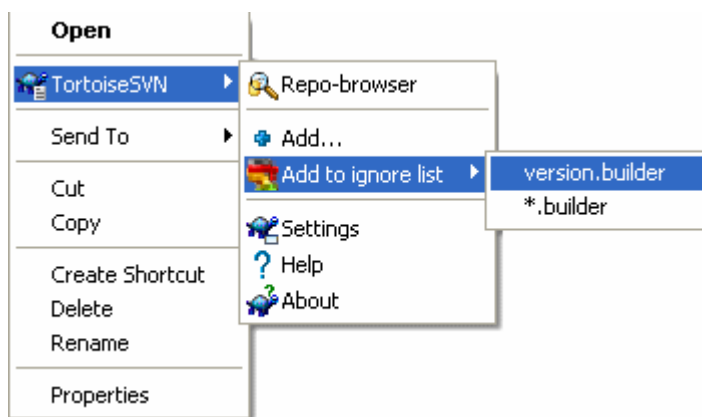 Open
TortoiseSVN
Send To
Cut
Copy
Create Shortcut
Delete
Rename
Properties
Repo-browser
Add...
Add to ignore list
Settings
Help
About
version.builder
*.builder